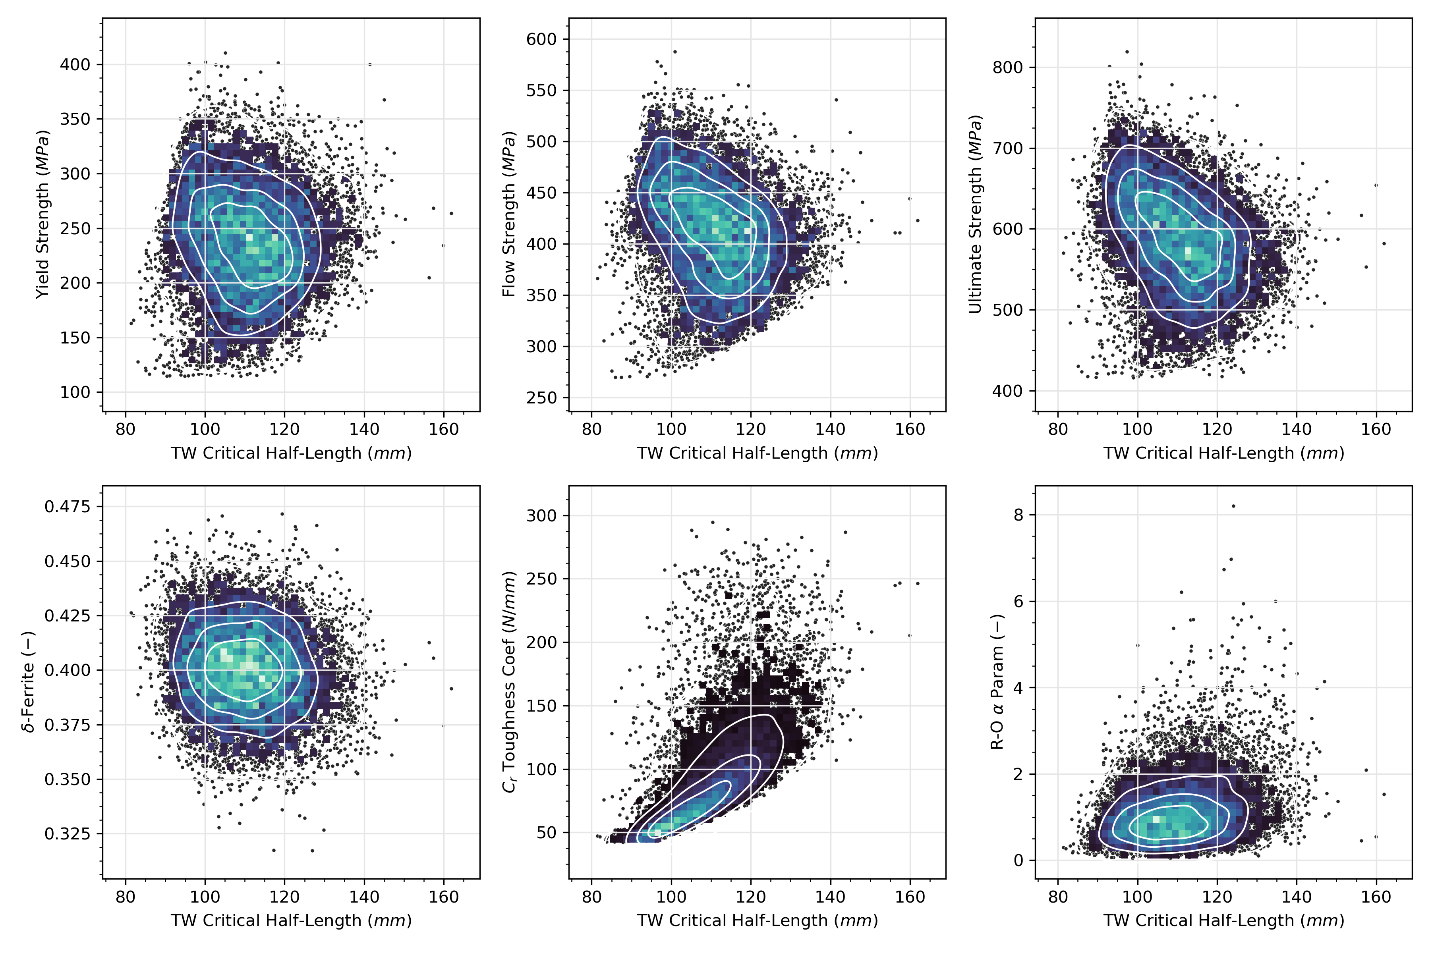 400
350
300
250
200
150
100
Yield Strength (MPa)
80 100 120 140 160
TW Critical Half-Length (mm)
600
550
500
450
400
350
300
250
Flow Strength (MPa)
80 100 120 140 160
TW Critical Half-Length (mm)
800
700
600
500
400
Ultimate Strength (MPa)
80 100 120 140 160
TW Critical Half-Length (mm)
0.475
0.450
0.425
0.400
0.375
0.350
0.325
δ-Ferrite (−)
80 100 120 140 160
TW Critical Half-Length (mm)
300
250
200
150
100
50
Cr Toughness Coef (N/mm)
80 100 120 140 160
TW Critical Half-Length (mm)
8
6
4
2
0
R-O α Param (−)
80 100 120 140 160
TW Critical Half-Length (mm)